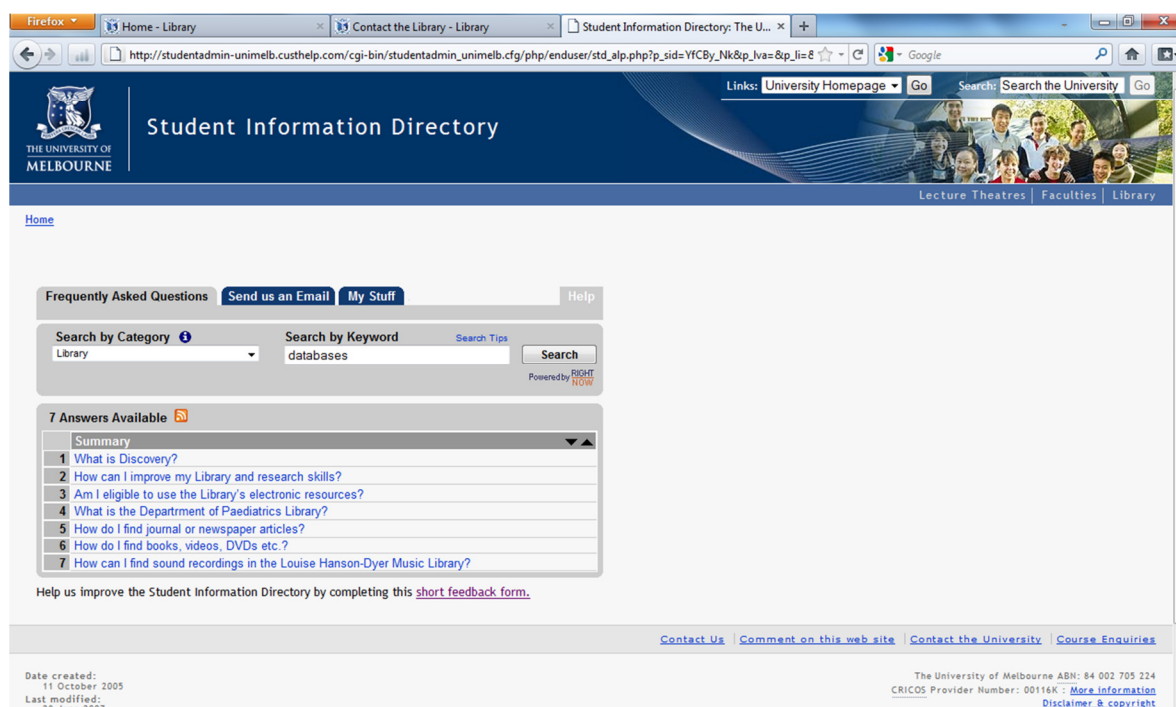 Firefox
Home - Library
Contact the Library - Library
Student Information Directory: The U...
http://studentadmin-unimelb.custhelp.com/cgi-bin/studentadmin_unimelb.cfg/php/enduser/std_alp.php?p_sid=YfCBy_Nk&p_lva=&p_li=&
Google
Links: University Homepage Go Search: Search the University Go
THE UNIVERSITY OF
MELBOURNE
Student Information Directory
Lecture Theatres | Faculties | Library
Home
Frequently Asked Questions Send us an Email My Stuff Help
Search by Category Search by Keyword Search Tips
Library databases Search
Powered by RIGHT NOW
7 Answers Available
Summary
1 What is Discovery?
2 How can I improve my Library and research skills?
3 Am I eligible to use the Library's electronic resources?
4 What is the Departrment of Paediatrics Library?
5 How do I find journal or newspaper articles?
6 How do I find books, videos, DVDs etc.?
7 How can I find sound recordings in the Louise Hanson-Dyer Music Library?
Help us improve the Student Information Directory by completing this short feedback form.
Contact Us | Comment on this web site | Contact the University | Course Enquiries
Date created:
11 October 2005
Last modified:
The University of Melbourne ABN: 84 002 705 224
CRICOS Provider Number: 00116K : More information
Disclaimer & copyright